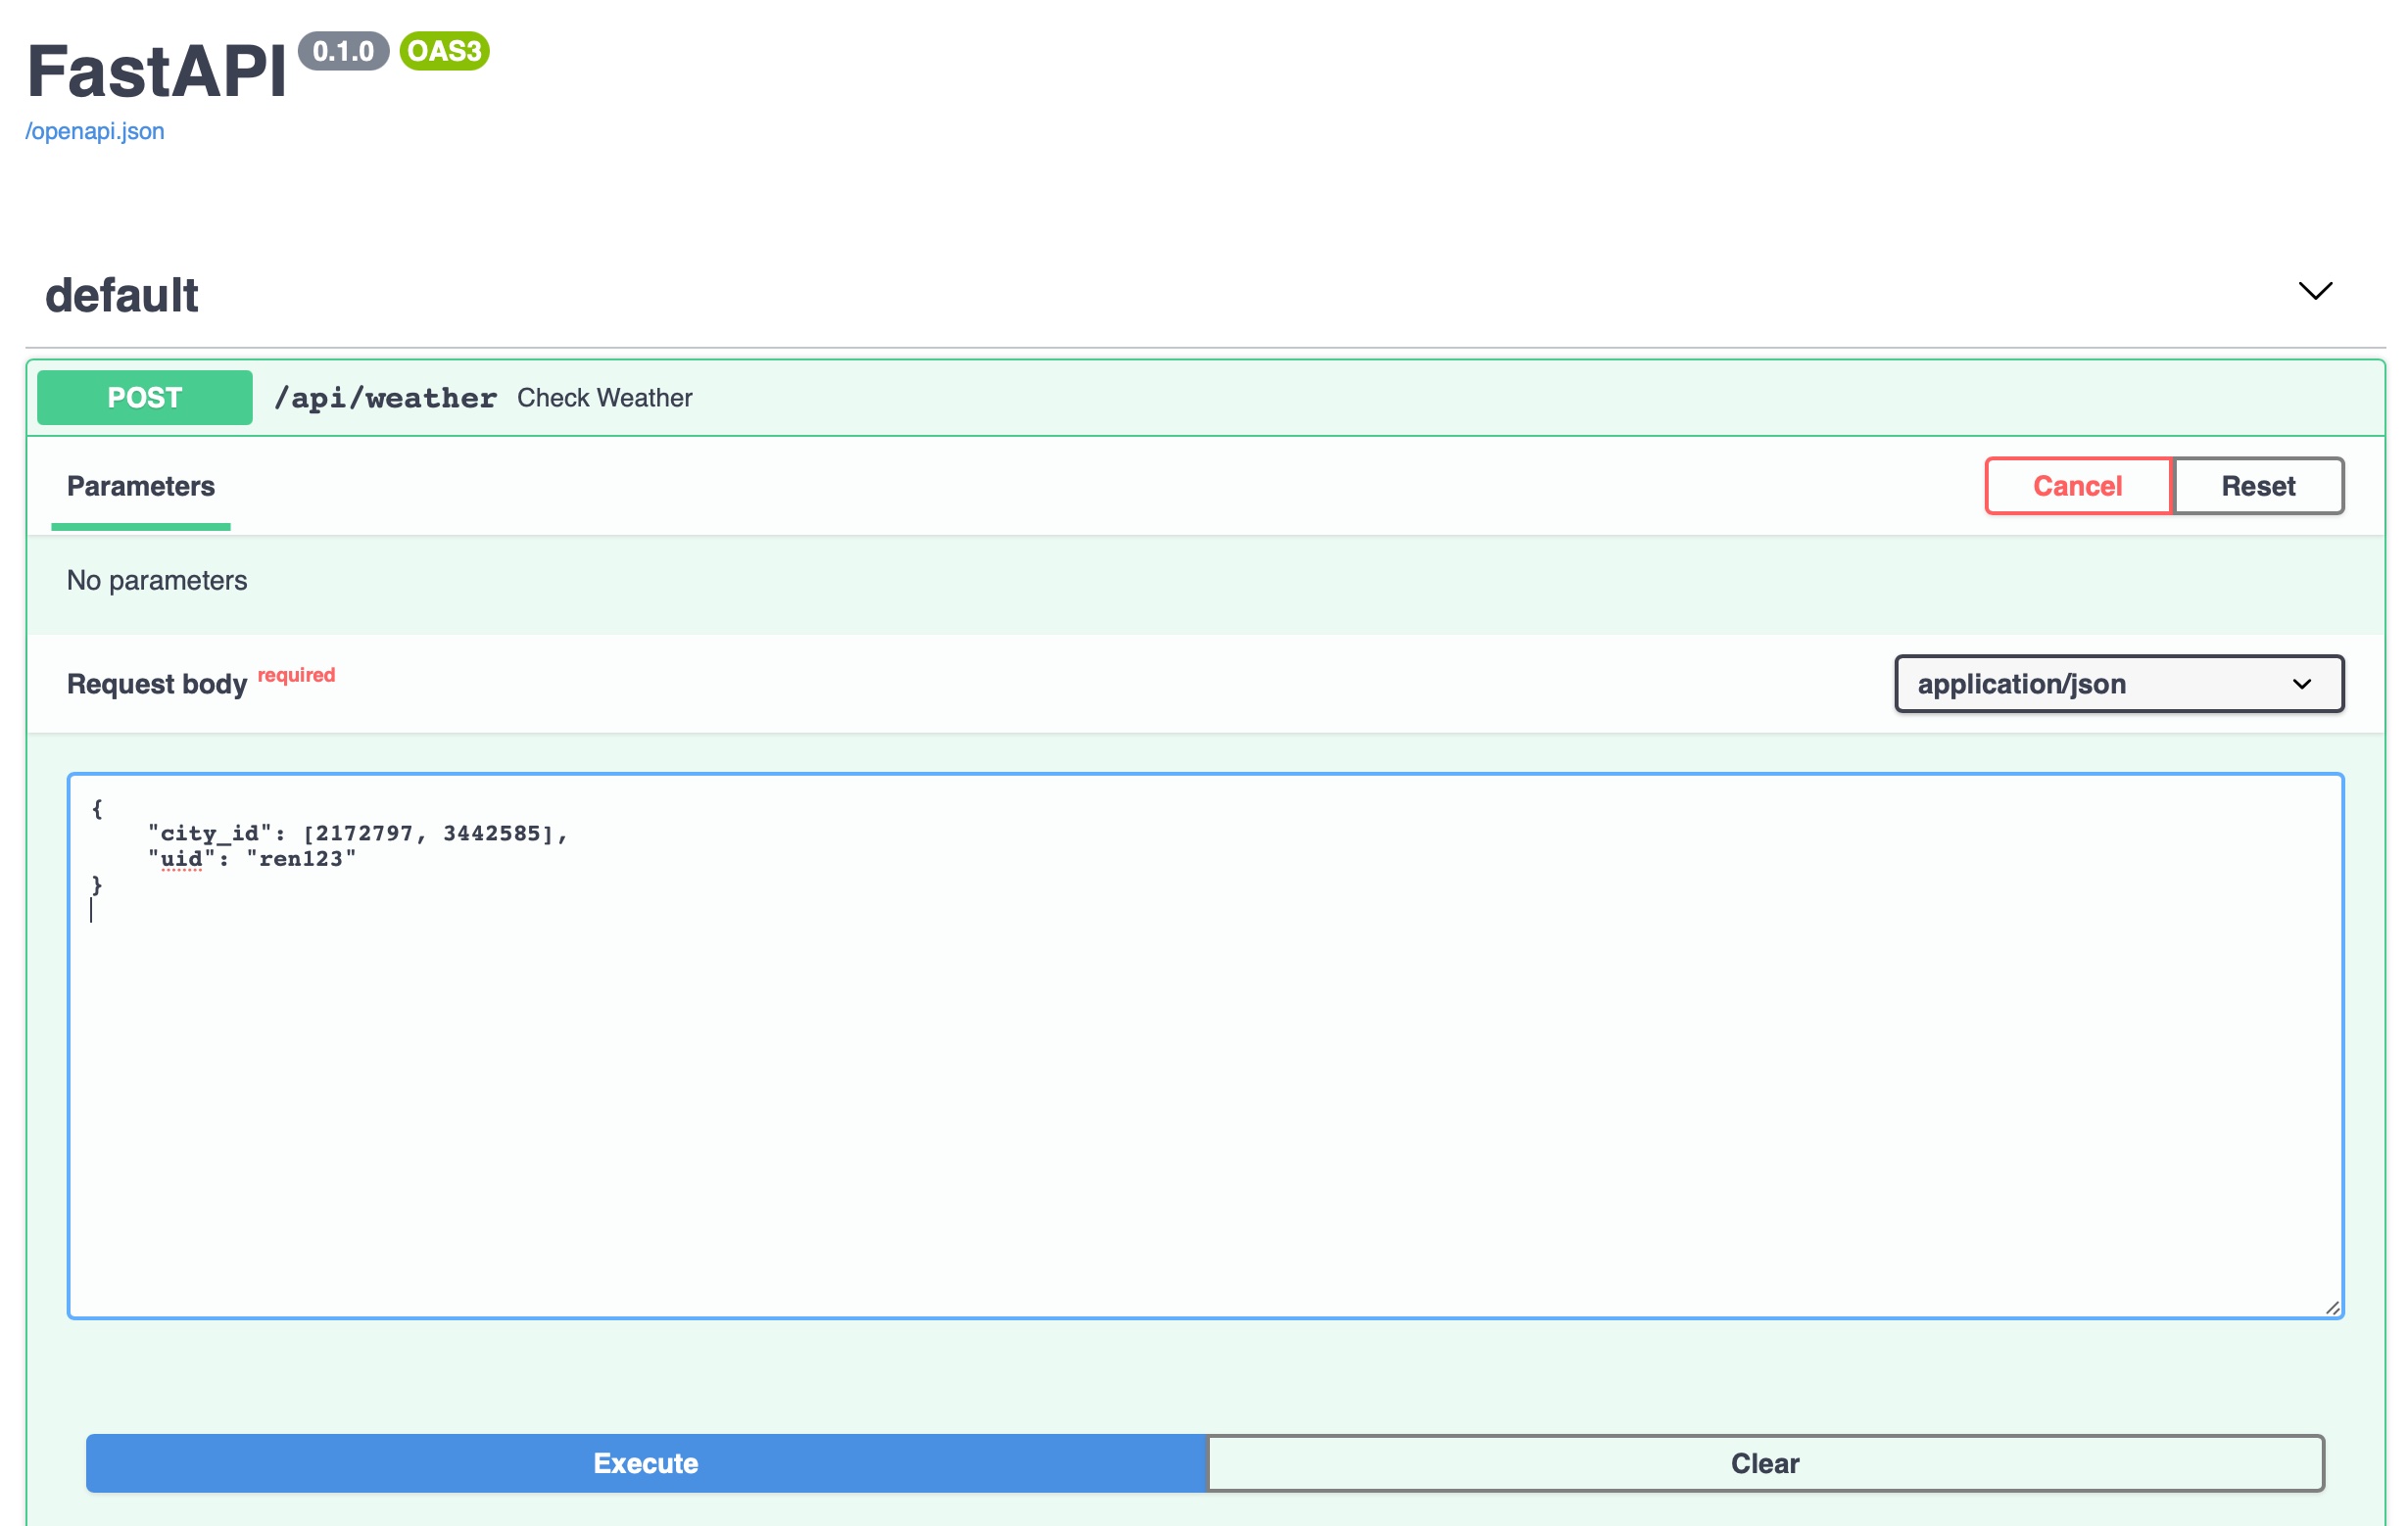 FastAPI 0.1.0 OAS3
/openapi.json
default
POST /api/weather Check Weather
Parameters Cancel Reset
No parameters
Request body required application/json
{
    "city_id": [2172797, 3442585],
    "uid": "ren123"
}
Execute Clear